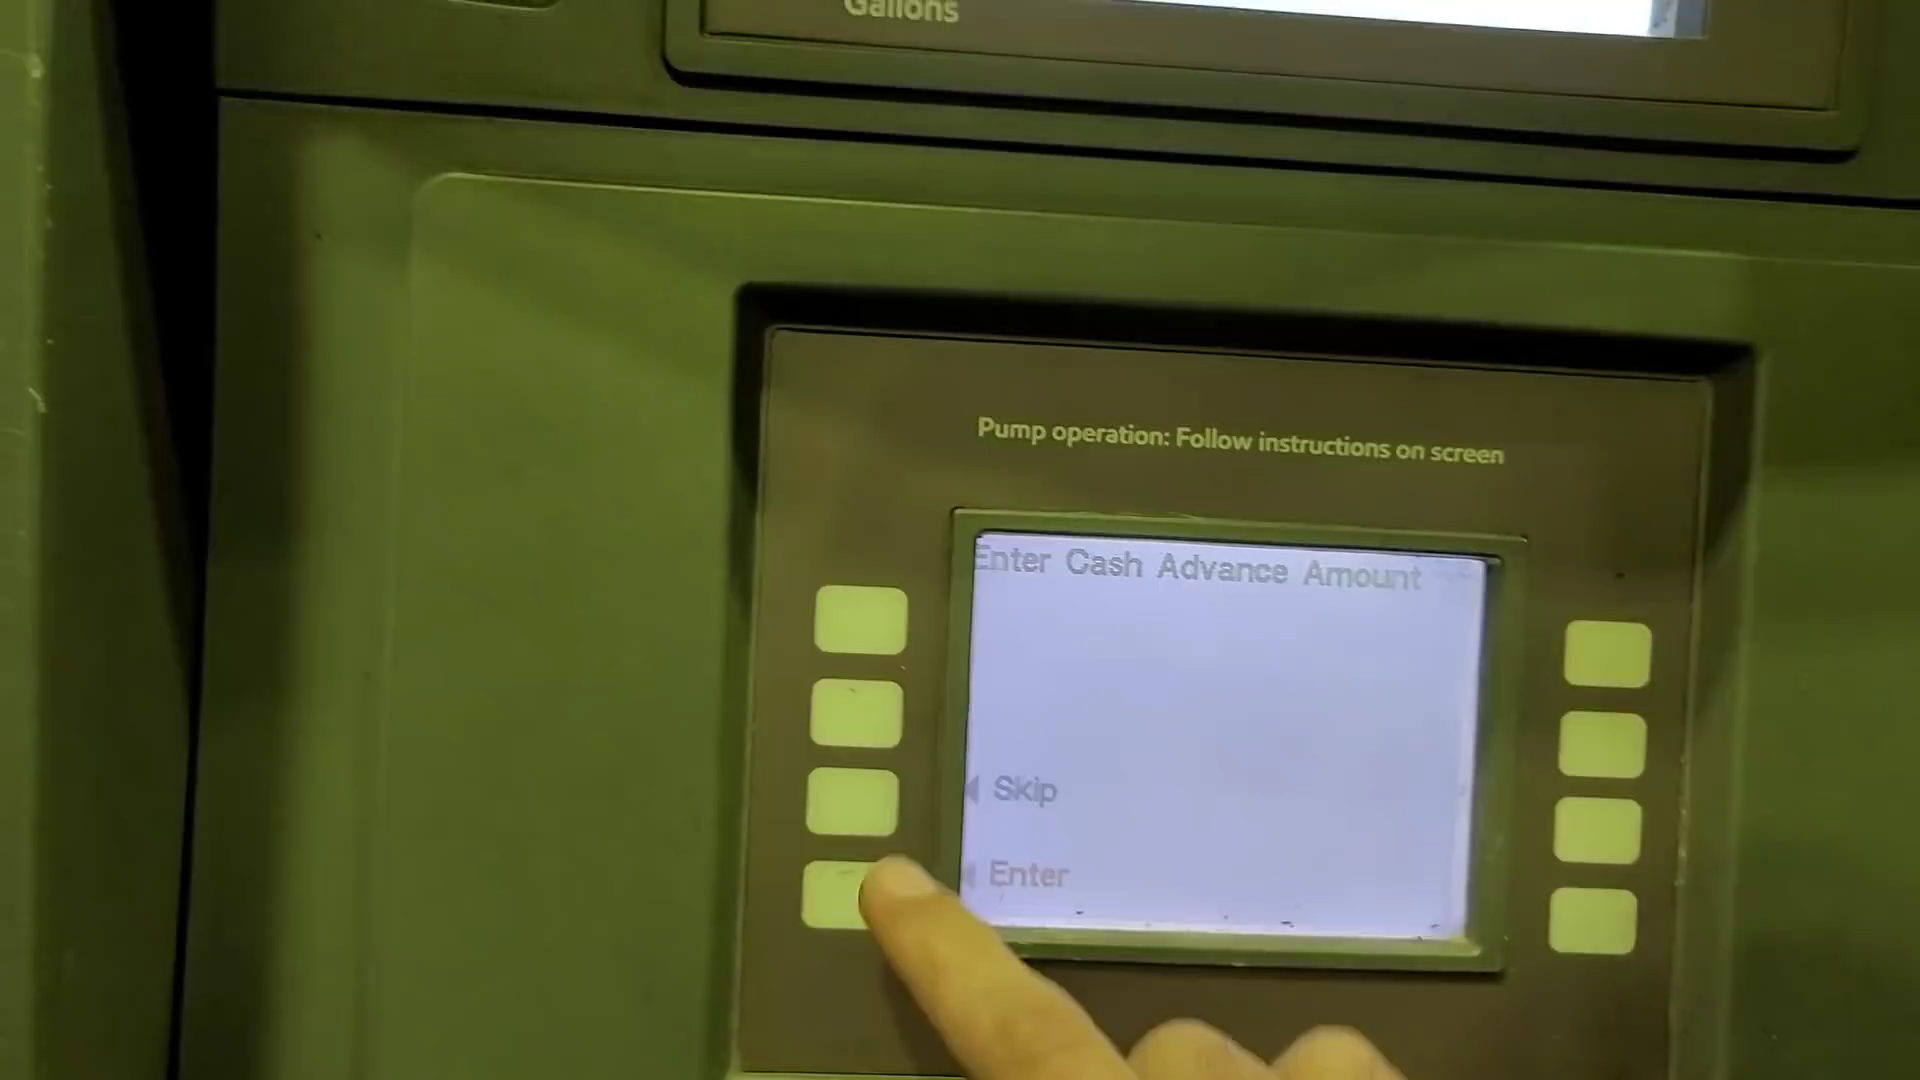 Gallons
Pump operation: Follow instructions on screen
Enter Cash Advance Amount
Skip
Enter